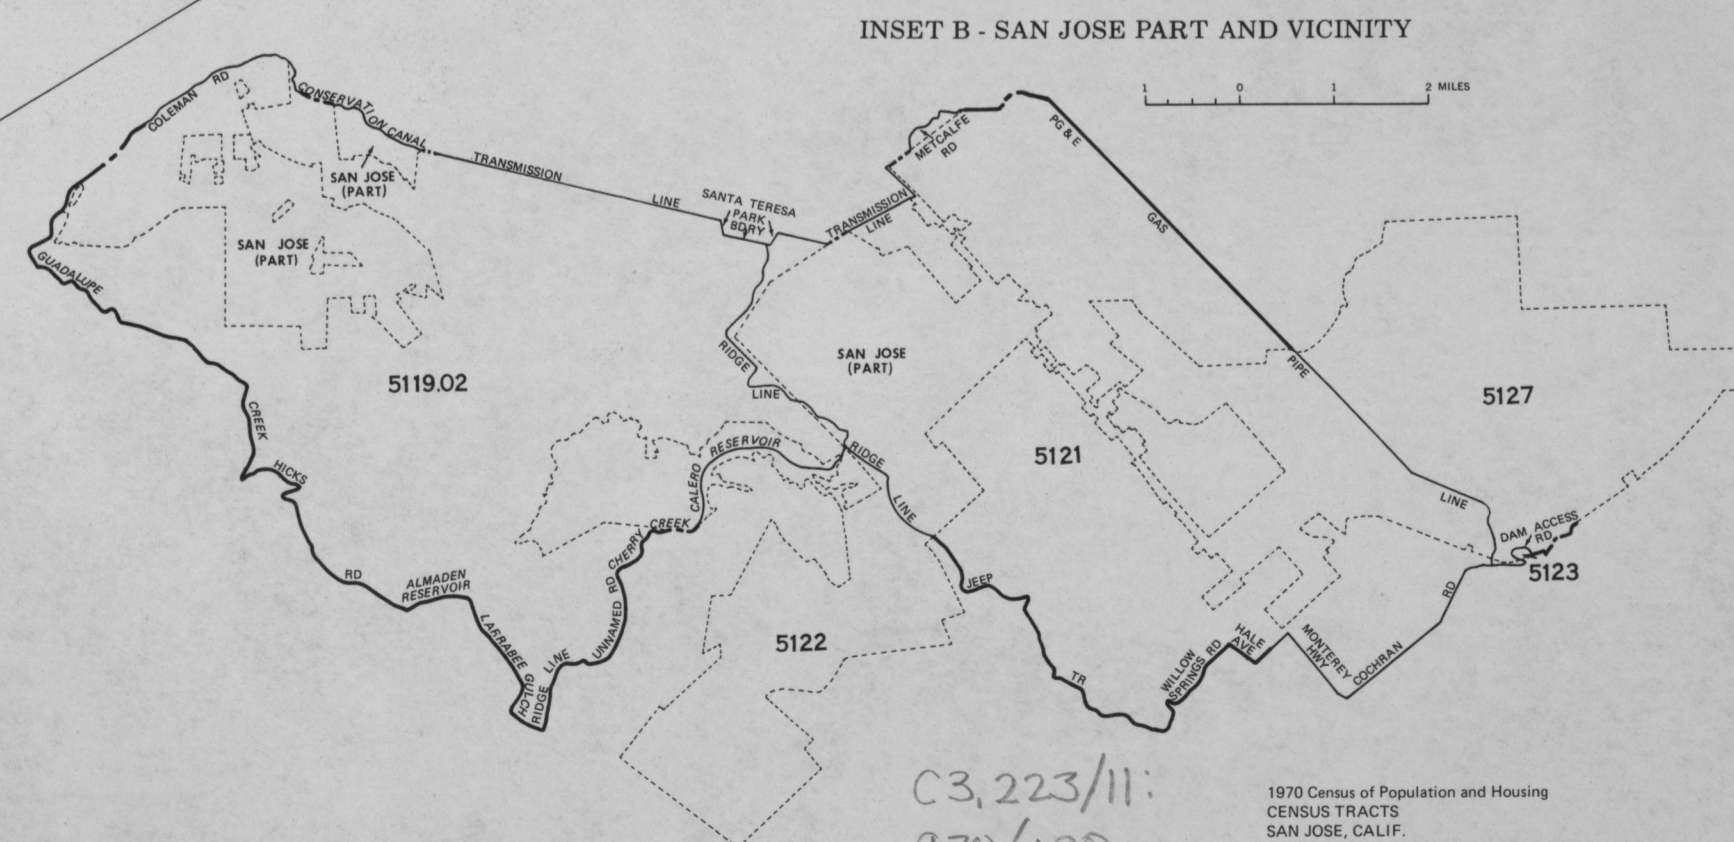 INSET B - SAN JOSE PART AND VICINITY
1 0 1 2 MILES
COLEMAN RD
CONSERVATION CANAL
TRANSMISSION LINE
SANTA TERESA
PARK
BDRY
TRANSMISSION
LINE
METCALFE
RD
PG & E GAS PIPE LINE
SAN JOSE
(PART)
SAN JOSE
(PART)
SAN JOSE
(PART)
GUADALUPE CREEK
5119.02
RIDGE LINE
5127
5121
HICKS RD
CALERO RESERVOIR
RIDGE LINE
CHERRY CREEK
DAM ACCESS
RD
5123
ALMADEN
RESERVOIR
JEEP TR
LARRABEE GULCH
RIDGE LINE
UNNAMED RD
5122
WILLOW
SPRINGS RD
HALE
AVE
MONTEREY
HWY
COCHRAN RD
C3.223/11:
1970 Census of Population and Housing
CENSUS TRACTS
SAN JOSE, CALIF.